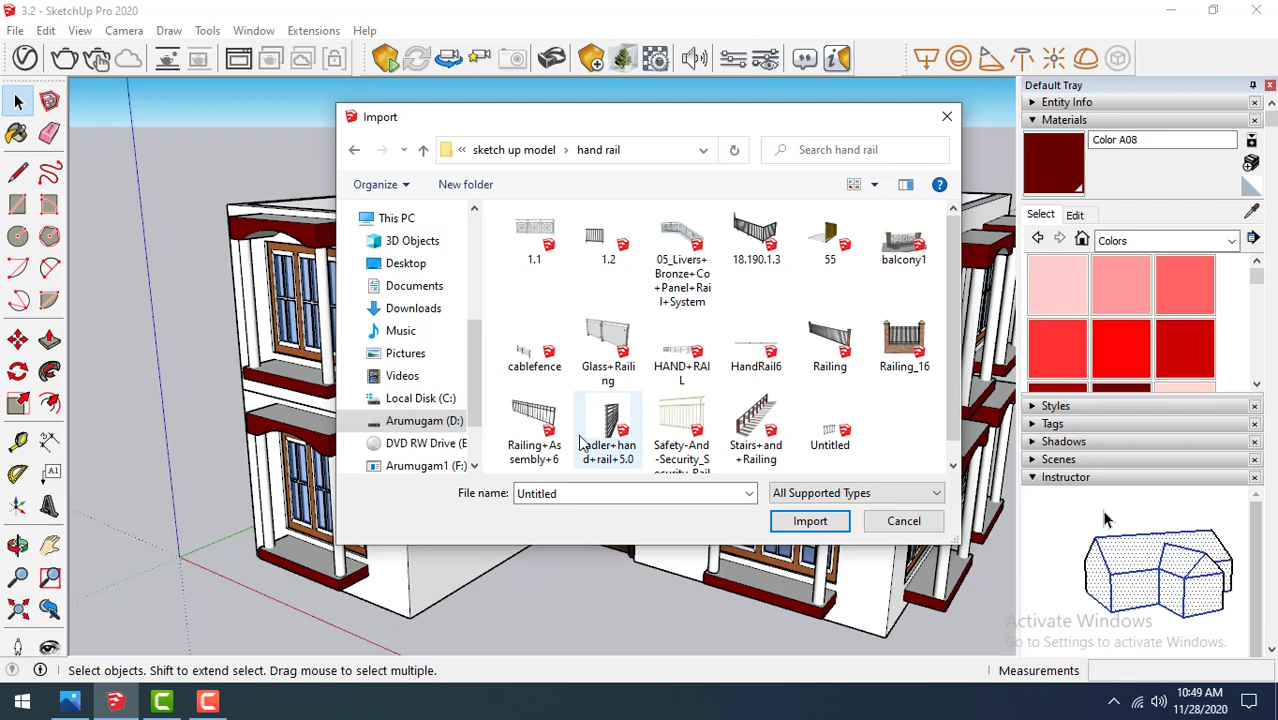 3.2 - SketchUp Pro 2020
File Edit View Camera Draw Tools Window Extensions Help
Import
« sketch up model › hand rail
Search hand rail
Organize New folder
This PC
3D Objects
Desktop
Documents
Downloads
Music
Pictures
Videos
Local Disk (C:)
Arumugam (D:)
DVD RW Drive (E
Arumugam1 (F:)
1.1
1.2
05_Livers+
Bronze+Co
+Panel+Rai
l+System
18.190.1.3
55
balcony1
cablefence
Glass+Raili
ng
HAND+RAI
L
HandRail6
Railing
Railing_16
Railing+As
sembly+6
adler+han
d+rail+5.0
Safety-And
-Security_S
ecurity_Rail
Stairs+and
+Railing
Untitled
File name: Untitled
All Supported Types
Import Cancel
Default Tray
Entity Info
Materials
Color A08
Select Edit
Colors
Styles
Tags
Shadows
Scenes
Instructor
Activate Windows
Go to Settings to activate Windows.
Select objects. Shift to extend select. Drag mouse to select multiple.
Measurements
10:49 AM
11/28/2020